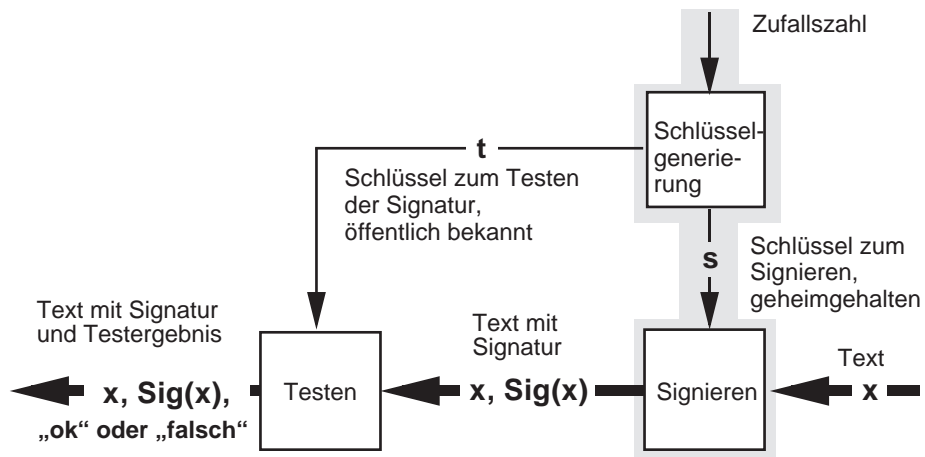 Zufallszahl
Schlüssel-
generie-
rung
t
Schlüssel zum Testen
der Signatur,
öffentlich bekannt
s
Schlüssel zum
Signieren,
geheimgehalten
Text mit Signatur
und Testergebnis
Text mit
Signatur
Text
x, Sig(x),
„ok“ oder „falsch“
Testen
x, Sig(x)
Signieren
x